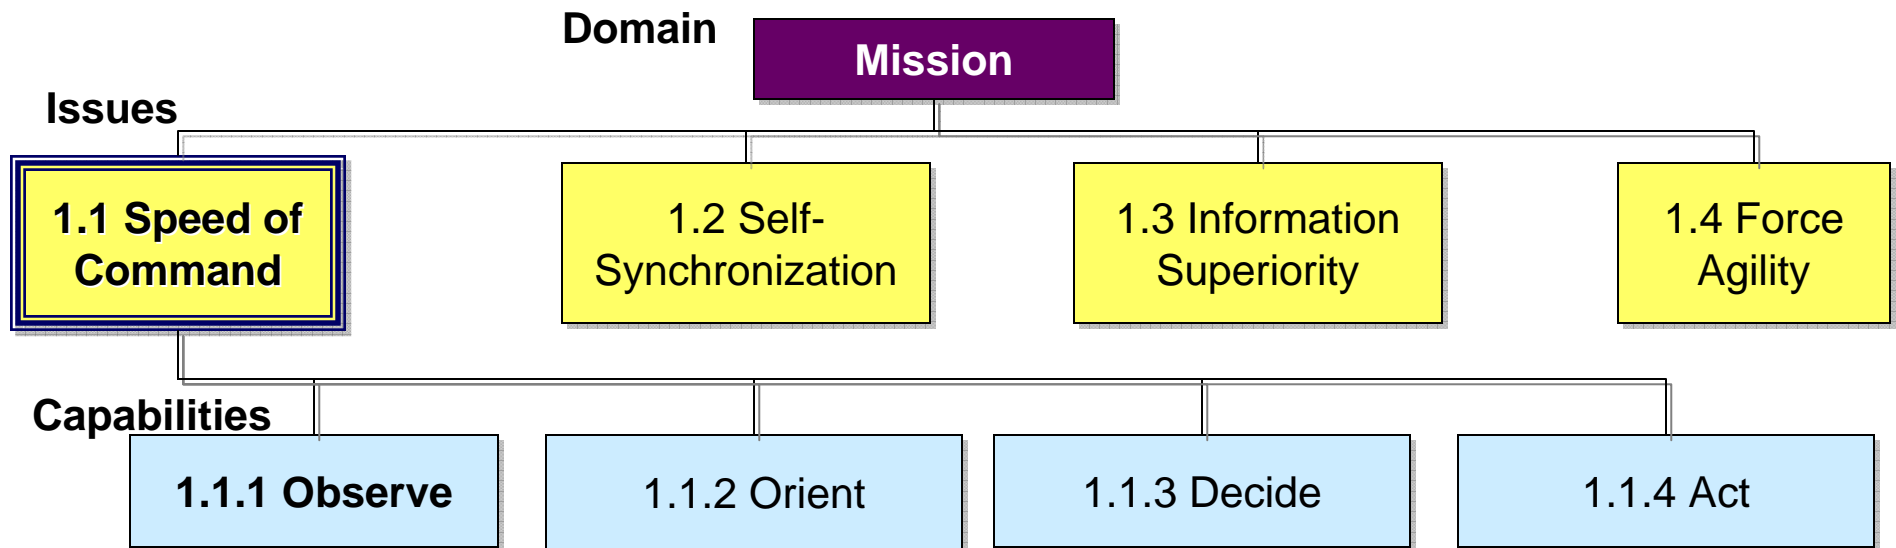 Domain
Mission
Issues
1.1 Speed of
Command
1.2 Self-
Synchronization
1.3 Information
Superiority
1.4 Force
Agility
Capabilities
1.1.1 Observe
1.1.2 Orient
1.1.3 Decide
1.1.4 Act